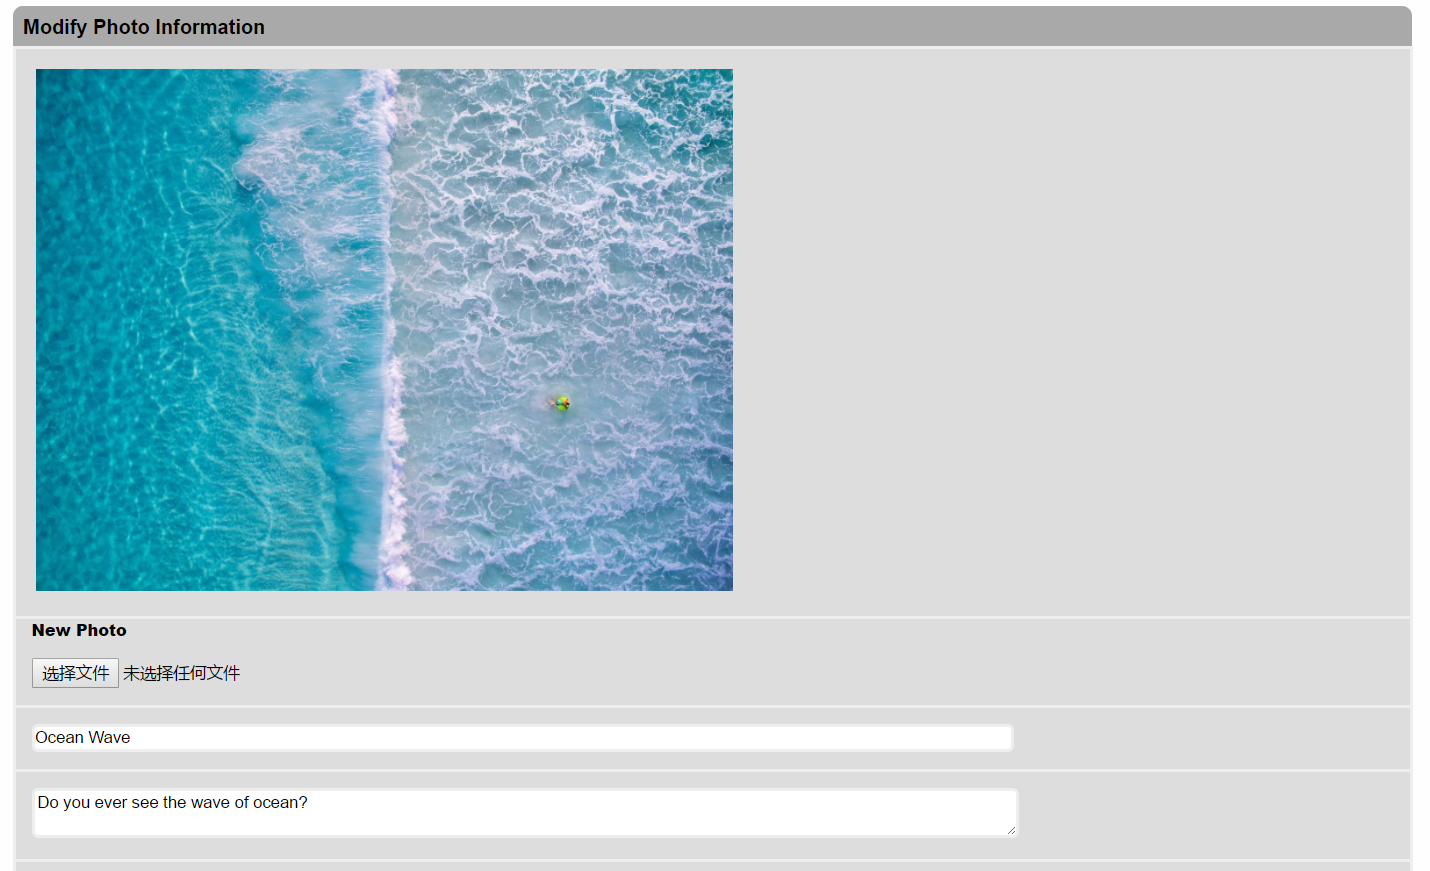 Modify Photo Information
New Photo
选择文件 未选择任何文件
Ocean Wave
Do you ever see the wave of ocean?